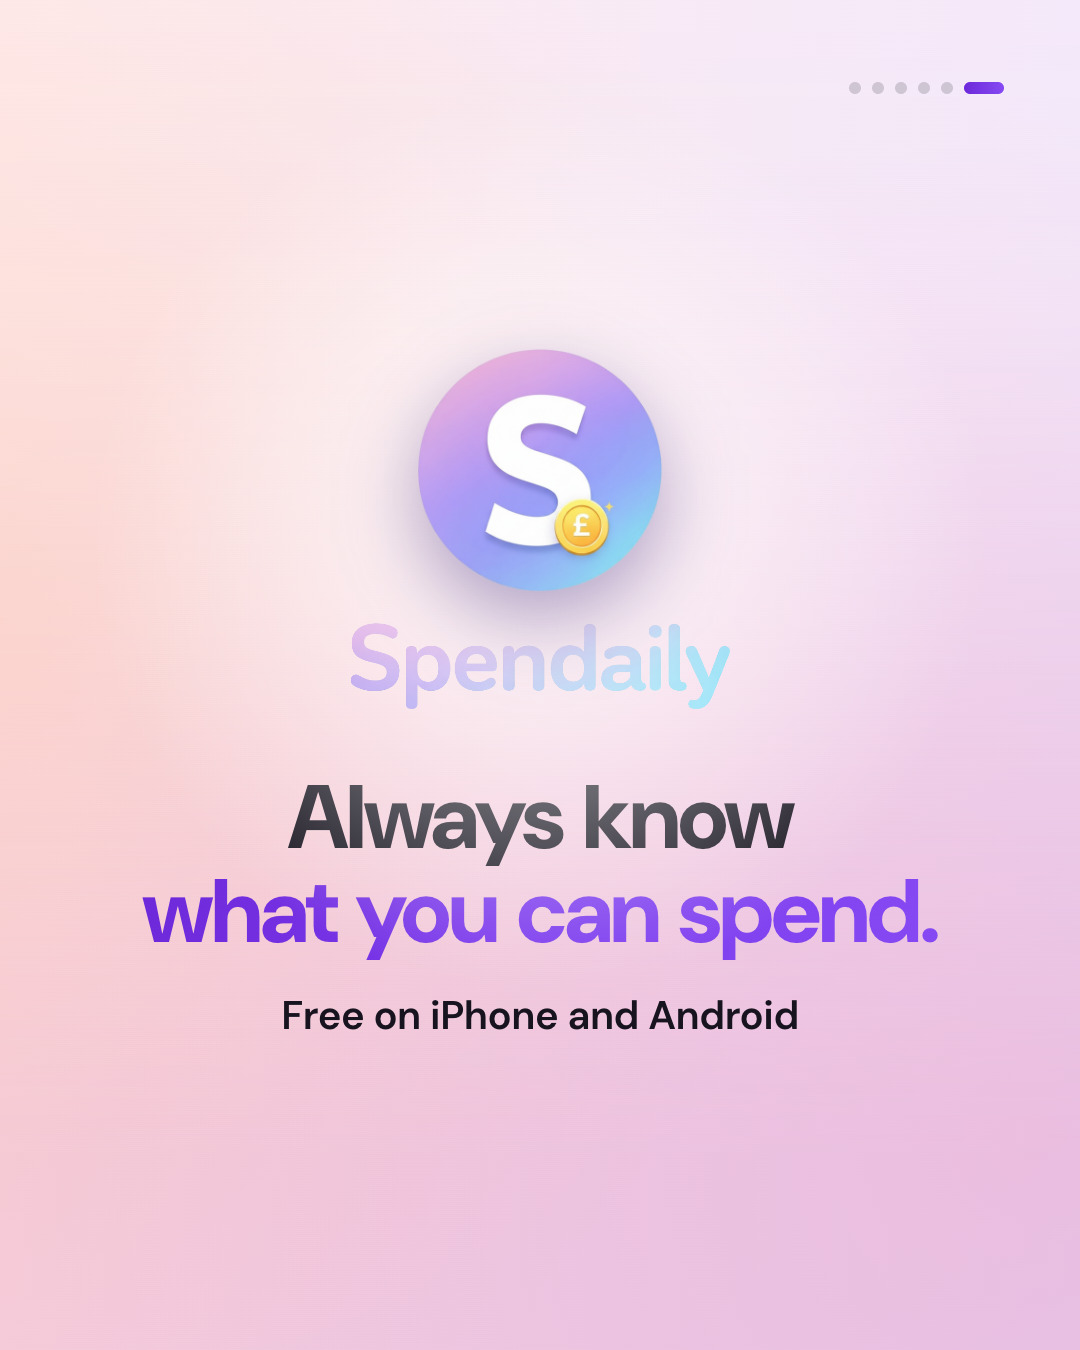 S
£
Spendaily
Always know
what you can spend.
Free on iPhone and Android